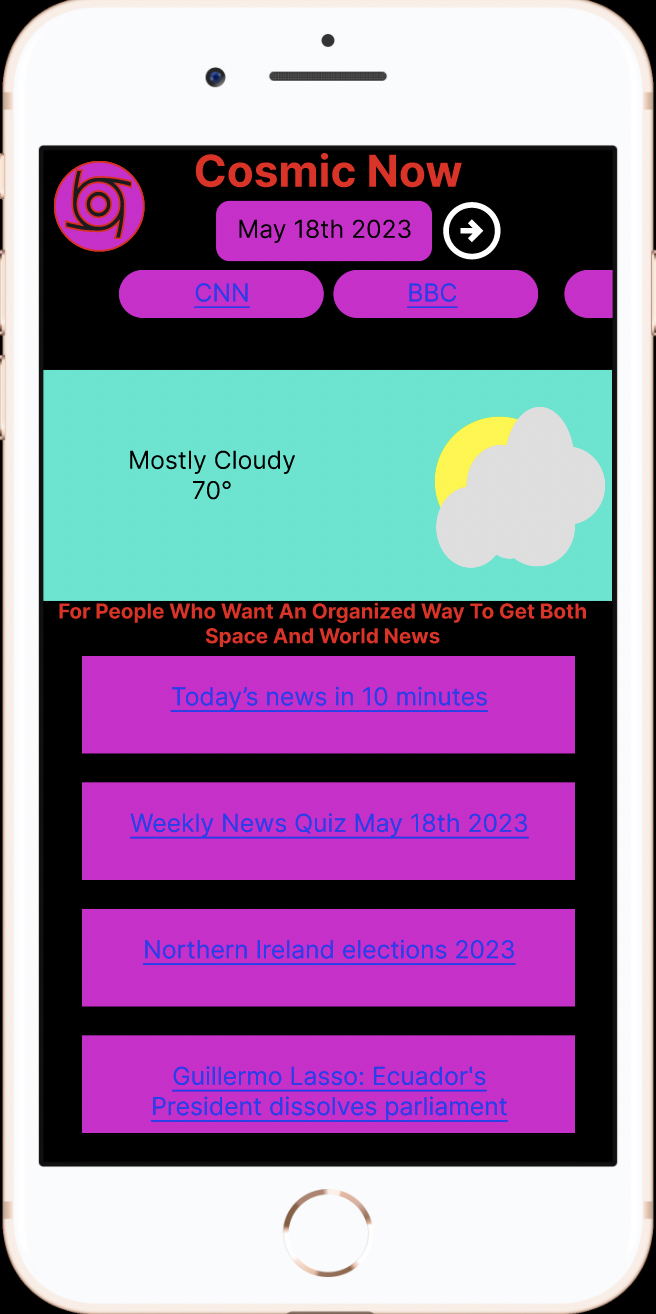 Cosmic Now
May 18th 2023
CNN
BBC
Mostly Cloudy
70°
For People Who Want An Organized Way To Get Both
Space And World News
Today’s news in 10 minutes
Weekly News Quiz May 18th 2023
Northern Ireland elections 2023
Guillermo Lasso: Ecuador's
President dissolves parliament